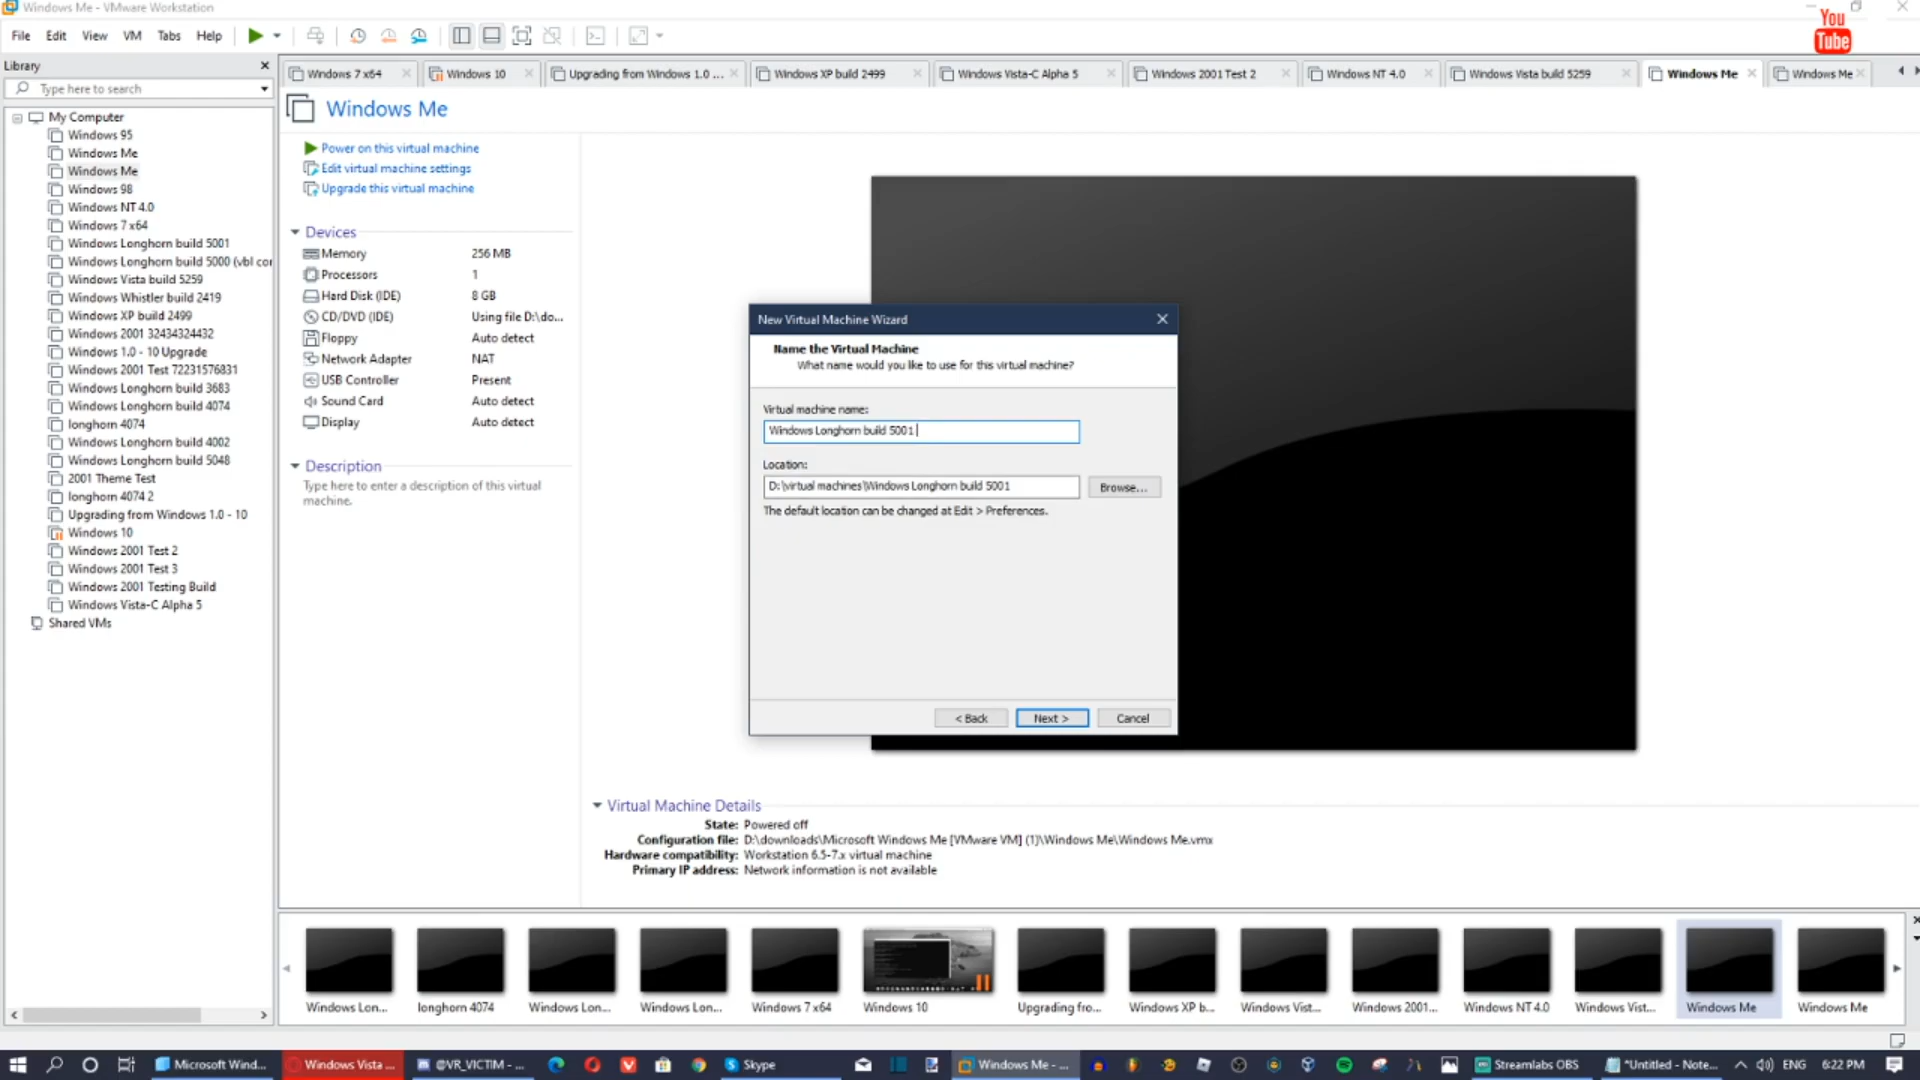 Windows Me - VMware Workstation
You
Tube
File Edit View VM Tabs Help
Library
Type here to search
Windows 7 x64
Windows 10
Upgrading from Windows 1.0 ...
Windows XP build 2499
Windows Vista-C Alpha 5
Windows 2001 Test 2
Windows NT 4.0
Windows Vista build 5259
Windows Me
Windows Me
My Computer
Windows 95
Windows Me
Windows Me
Windows 98
Windows NT 4.0
Windows 7 x64
Windows Longhorn build 5001
Windows Longhorn build 5000 (vbl cor
Windows Vista build 5259
Windows Whistler build 2419
Windows XP build 2499
Windows 2001 32434324432
Windows 1.0 - 10 Upgrade
Windows 2001 Test 72231576831
Windows Longhorn build 3683
Windows Longhorn build 4074
longhorn 4074
Windows Longhorn build 4002
Windows Longhorn build 5048
2001 Theme Test
longhorn 4074 2
Upgrading from Windows 1.0 - 10
Windows 10
Windows 2001 Test 2
Windows 2001 Test 3
Windows 2001 Testing Build
Windows Vista-C Alpha 5
Shared VMs
Windows Me
Power on this virtual machine
Edit virtual machine settings
Upgrade this virtual machine
Devices
Memory 256 MB
Processors 1
Hard Disk (IDE) 8 GB
CD/DVD (IDE) Using file D:\do...
Floppy Auto detect
Network Adapter NAT
USB Controller Present
Sound Card Auto detect
Display Auto detect
Description
Type here to enter a description of this virtual
machine.
New Virtual Machine Wizard
Name the Virtual Machine
What name would you like to use for this virtual machine?
Virtual machine name:
Windows Longhorn build 5001
Location:
D:\virtual machines\Windows Longhorn build 5001
Browse...
The default location can be changed at Edit > Preferences.
< Back Next > Cancel
Virtual Machine Details
State: Powered off
Configuration file: D:\downloads\Microsoft Windows Me [VMware VM] (1)\Windows Me\Windows Me.vmx
Hardware compatibility: Workstation 6.5-7.x virtual machine
Primary IP address: Network information is not available
Windows Lon...
longhorn 4074
Windows Lon...
Windows Lon...
Windows 7 x64
Windows 10
Upgrading fro...
Windows XP b...
Windows Vist...
Windows 2001...
Windows NT 4.0
Windows Vist...
Windows Me
Windows Me
Microsoft Wind...
Windows Vista ...
@VR_VICTIM - ...
Skype
Windows Me - ...
Streamlabs OBS
*Untitled - Note...
ENG
6:22 PM